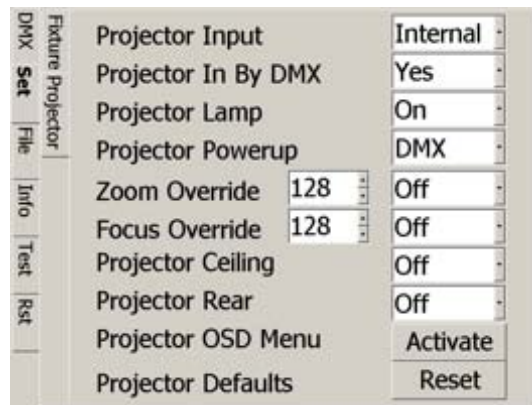 DMX Set File Info Test Rst
Fixture Projector
Projector Input Internal
Projector In By DMX Yes
Projector Lamp On
Projector Powerup DMX
Zoom Override 128 Off
Focus Override 128 Off
Projector Ceiling Off
Projector Rear Off
Projector OSD Menu Activate
Projector Defaults Reset